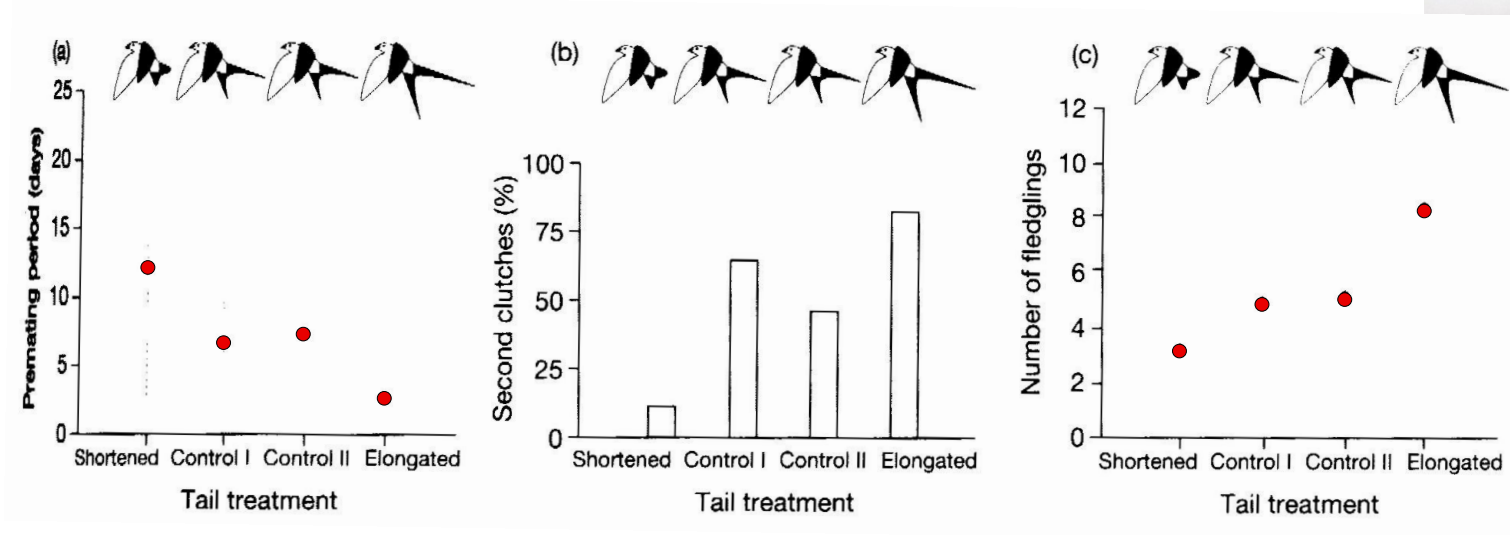 (a)
25
20
15
10
5
0
Premating period (days)
Shortened Control I Control II Elongated
Tail treatment
(b)
100
75
50
25
0
Second clutches (%)
Shortened Control I Control II Elongated
Tail treatment
(c)
12
10
8
6
4
2
0
Number of fledglings
Shortened Control I Control II Elongated
Tail treatment